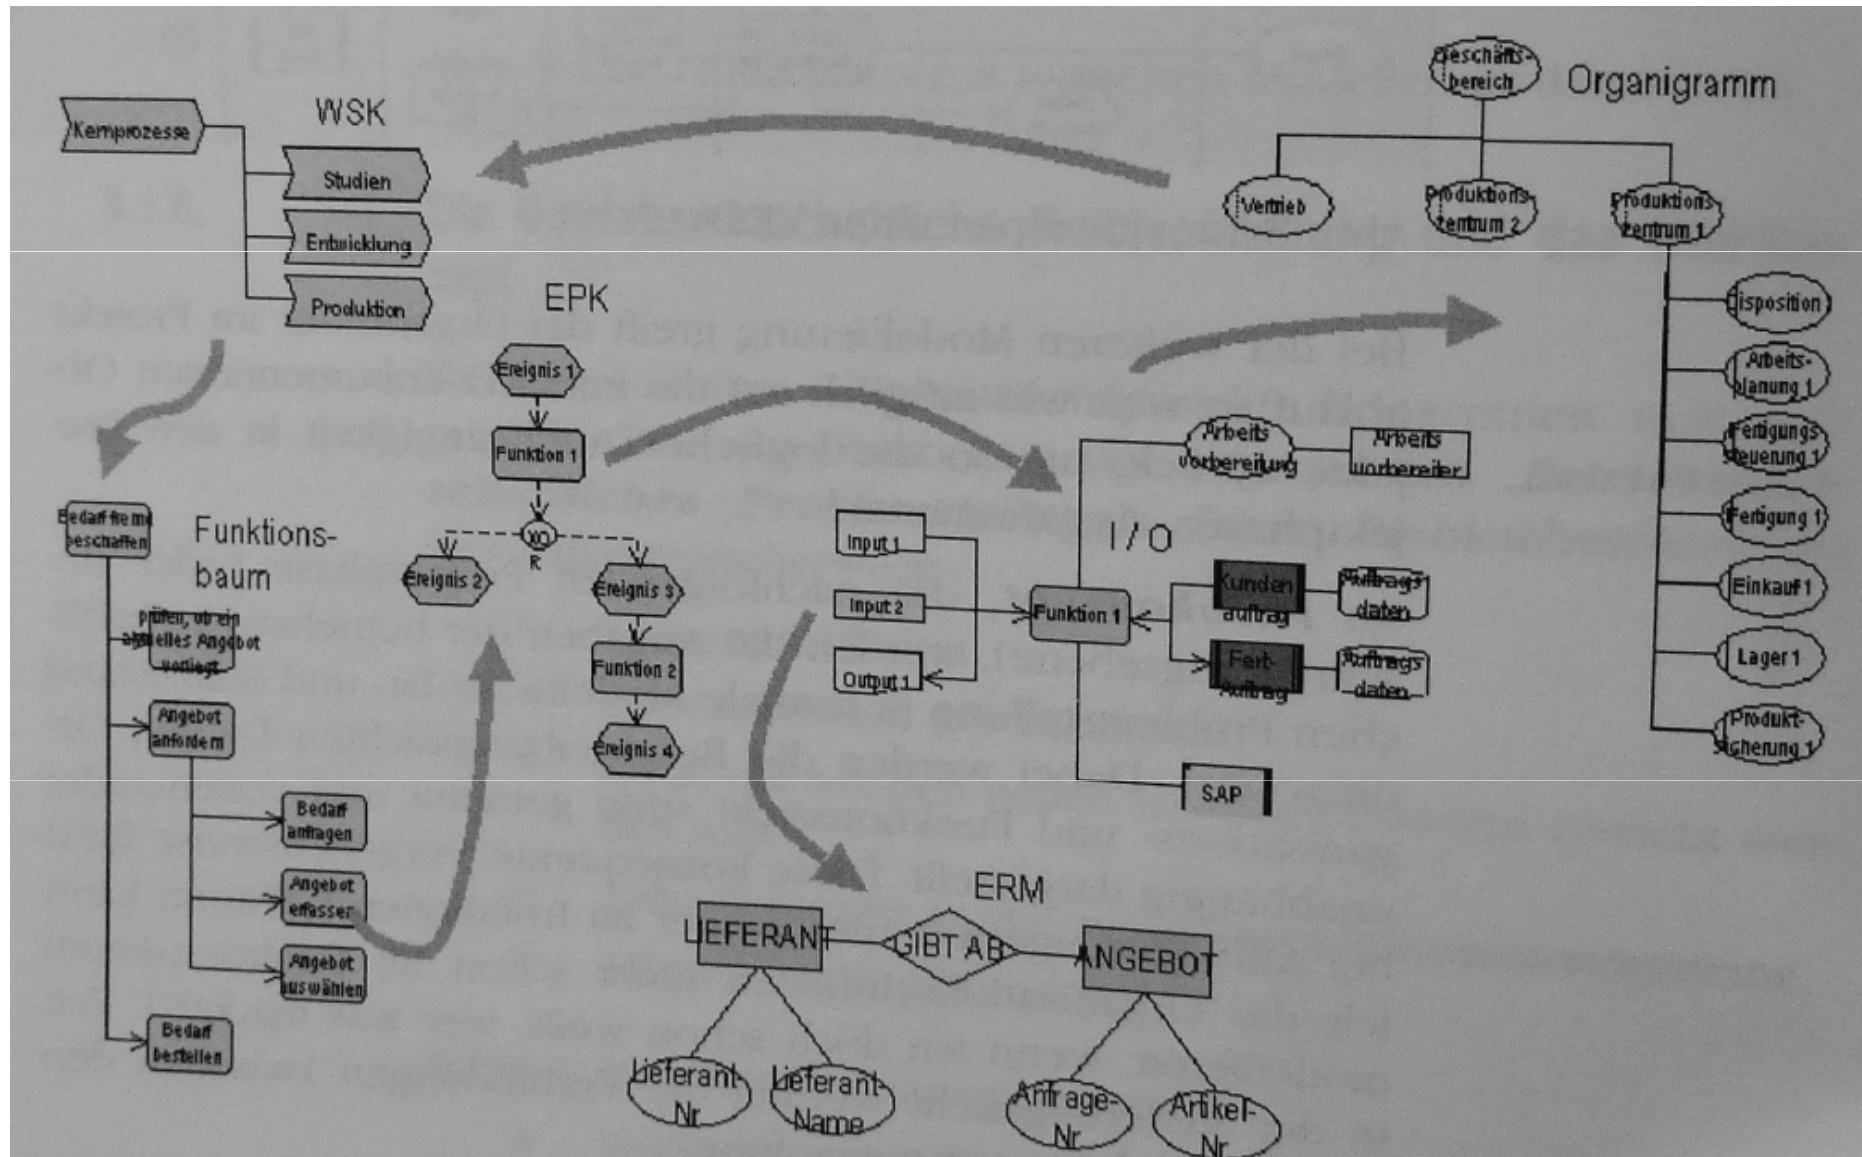 WSK
Kernprozesse
Studien
Entwicklung
Produktion
Funktions-
baum
Bedarf fremd
beschaffen
prüfen, ob ein
aktuelles Angebot
vorliegt
Angebot
anfordern
Bedarf
anfragen
Angebot
erfassen
Angebot
auswählen
Bedarf
bestellen
EPK
Ereignis 1
Funktion 1
XO
R
Ereignis 2
Ereignis 3
Funktion 2
Ereignis 4
I/O
Input 1
Input 2
Output 1
Funktion 1
Arbeits
vorbereitung
Arbeits
vorbereiter
Kunden
auftrag
Auftrags
daten
Fert-
Auftrag
Auftrags
daten
SAP
ERM
LIEFERANT
GIBT AB
ANGEBOT
Lieferant-
Nr
Lieferant-
Name
Anfrage-
Nr
Artikel-
Nr
Organigramm
Geschäfts-
bereich
Vertrieb
Produktions-
zentrum 2
Produktions
zentrum 1
Disposition
Arbeits-
planung 1
Fertigungs
steuerung 1
Fertigung 1
Einkauf 1
Lager 1
Produkt-
sicherung 1